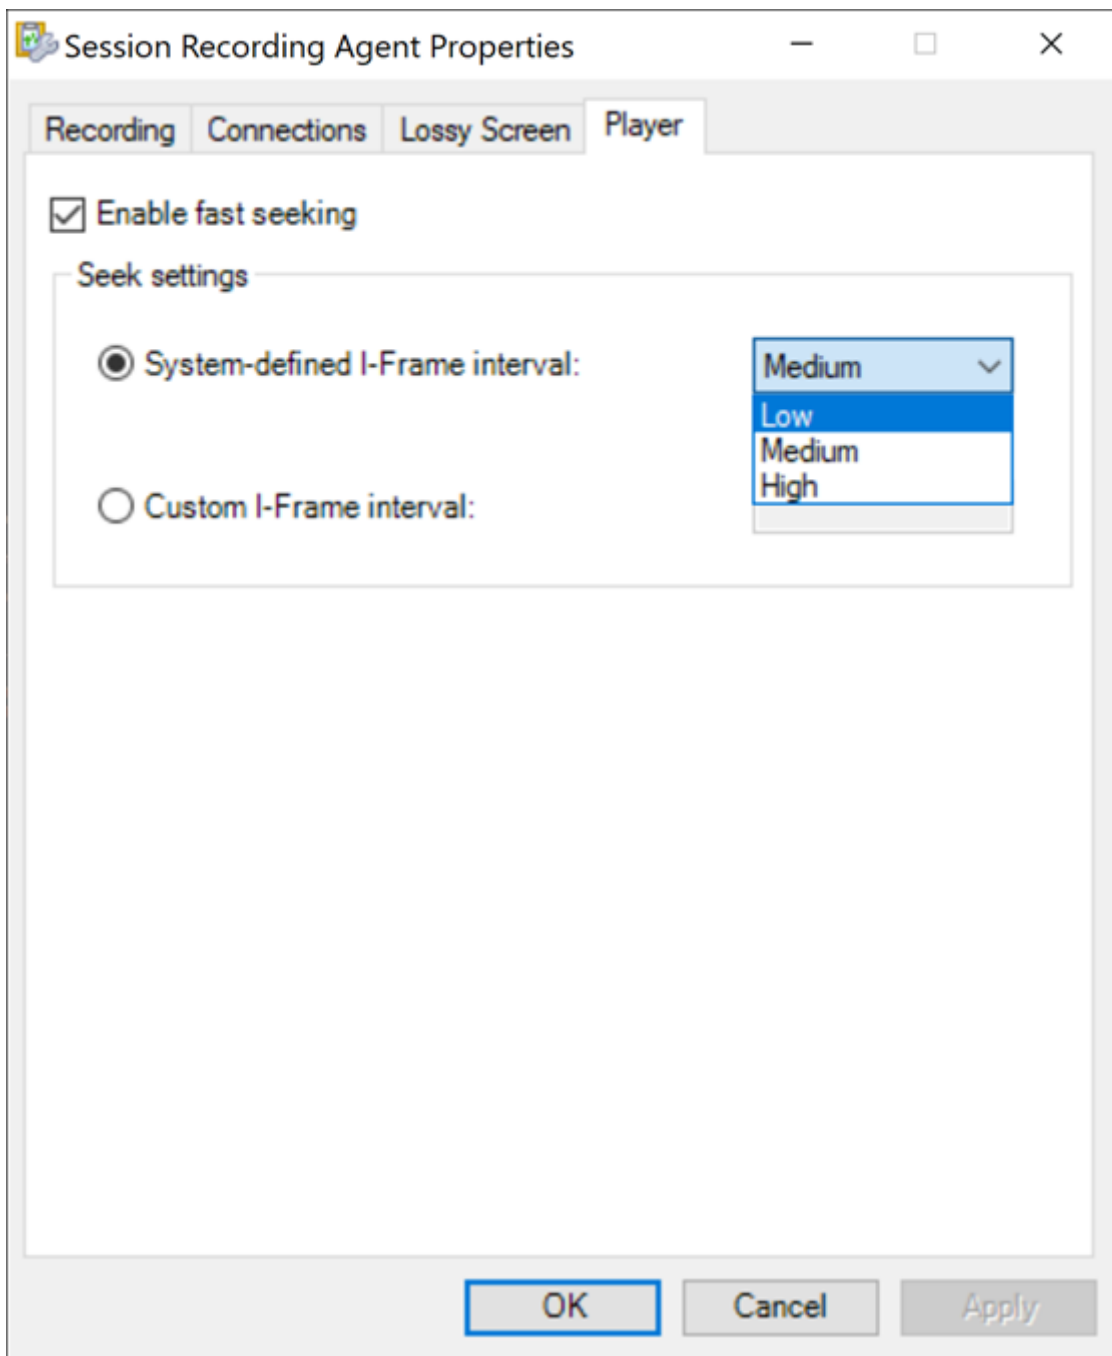 Session Recording Agent Properties
Recording Connections Lossy Screen Player
Enable fast seeking
Seek settings
System-defined I-Frame interval: Medium
Low
Medium
High
Custom I-Frame interval:
OK Cancel Apply